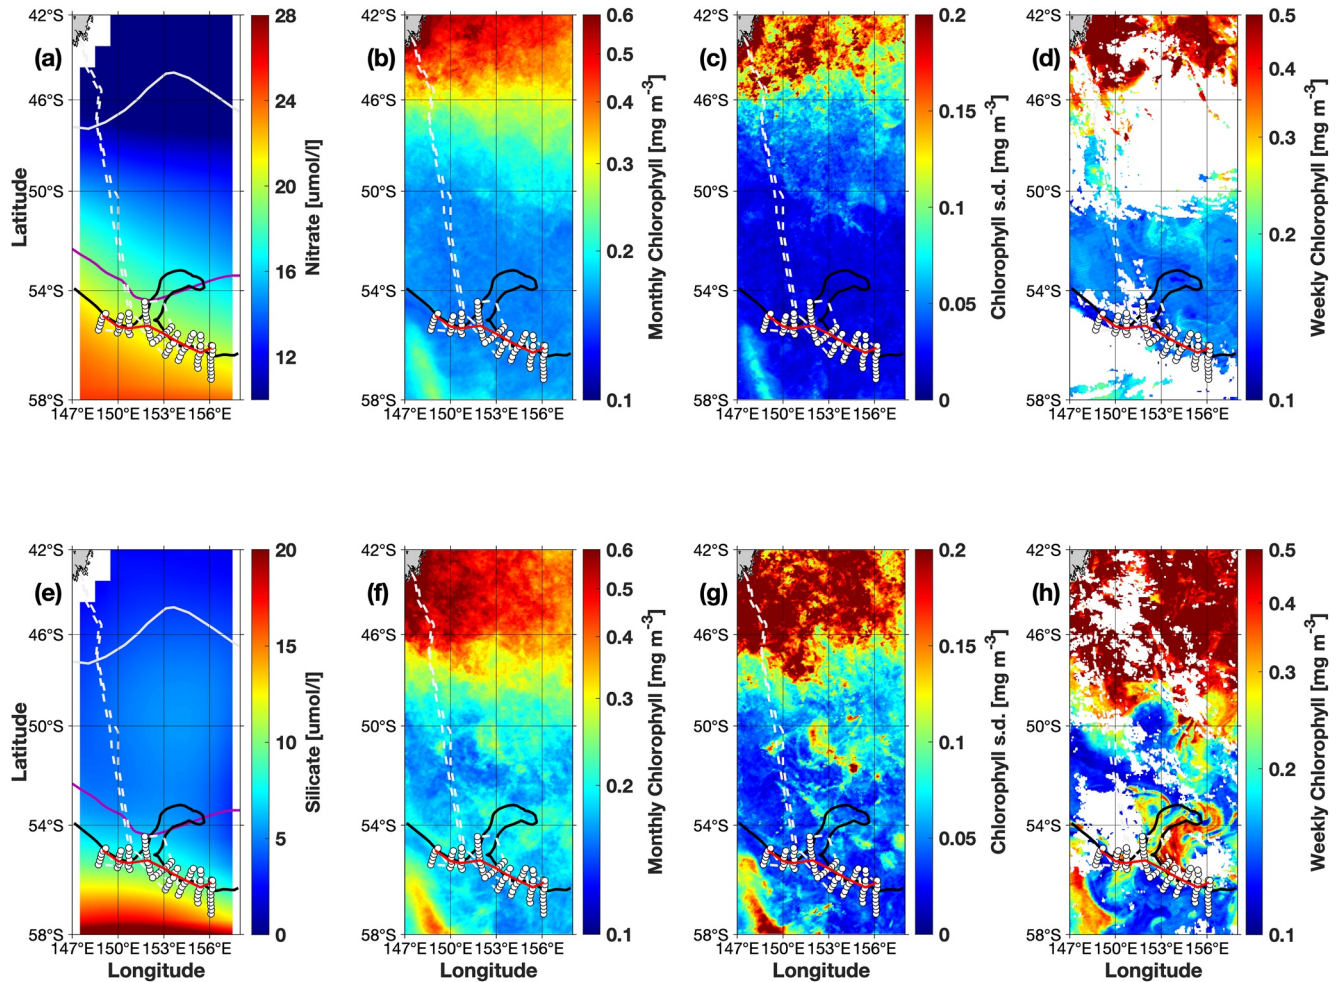 42°S
46°S
50°S
54°S
58°S
147°E
150°E
153°E
156°E
(a)
Latitude
28
24
20
16
12
Nitrate [umol/l]
42°S
46°S
50°S
54°S
58°S
147°E
150°E
153°E
156°E
(b)
0.6
0.5
0.4
0.3
0.2
0.1
Monthly Chlorophyll [mg m⁻³]
42°S
46°S
50°S
54°S
58°S
147°E
150°E
153°E
156°E
(c)
0.2
0.15
0.1
0.05
0
Chlorophyll s.d. [mg m⁻³]
42°S
46°S
50°S
54°S
58°S
147°E
150°E
153°E
156°E
(d)
0.5
0.4
0.3
0.2
0.1
Weekly Chlorophyll [mg m⁻³]
42°S
46°S
50°S
54°S
58°S
147°E
150°E
153°E
156°E
(e)
Latitude
Longitude
20
15
10
5
0
Silicate [umol/l]
42°S
46°S
50°S
54°S
58°S
147°E
150°E
153°E
156°E
(f)
Longitude
0.6
0.5
0.4
0.3
0.2
0.1
Monthly Chlorophyll [mg m⁻³]
42°S
46°S
50°S
54°S
58°S
147°E
150°E
153°E
156°E
(g)
Longitude
0.2
0.15
0.1
0.05
0
Chlorophyll s.d. [mg m⁻³]
42°S
46°S
50°S
54°S
58°S
147°E
150°E
153°E
156°E
(h)
Longitude
0.5
0.4
0.3
0.2
0.1
Weekly Chlorophyll [mg m⁻³]